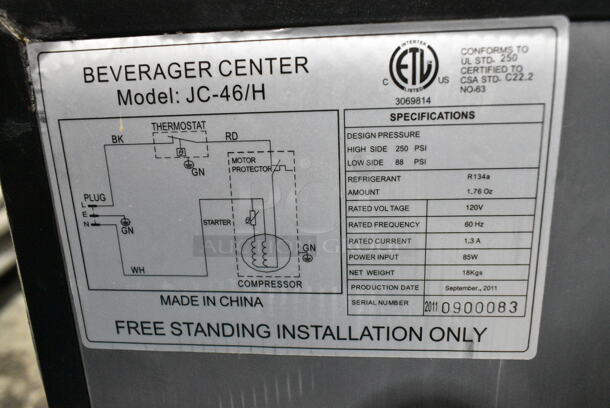 BEVERAGER CENTER
Model: JC-46/H
INTERTEK
ETL
LISTED
C US
3069814
CONFORMS TO
UL STD. 250
CERTIFIED TO
CSA STD. C22.2
NO-63
THERMOSTAT
BK
RD
θ
GN
MOTOR
PROTECTOR
PLUG
L
E
N
GN
STARTER
GN
WH
COMPRESSOR
MADE IN CHINA
SPECIFICATIONS
DESIGN PRESSURE
HIGH SIDE 250 PSI
LOW SIDE 88 PSI
REFRIGERANT R134a
AMOUNT 1.76 Oz
RATED VOLTAGE 120V
RATED FREQUENCY 60 Hz
RATED CURRENT 1.3 A
POWER INPUT 85W
NET WEIGHT 18Kgs
PRODUCTION DATE September., 2011
SERIAL NUMBER 2011 0900083
FREE STANDING INSTALLATION ONLY